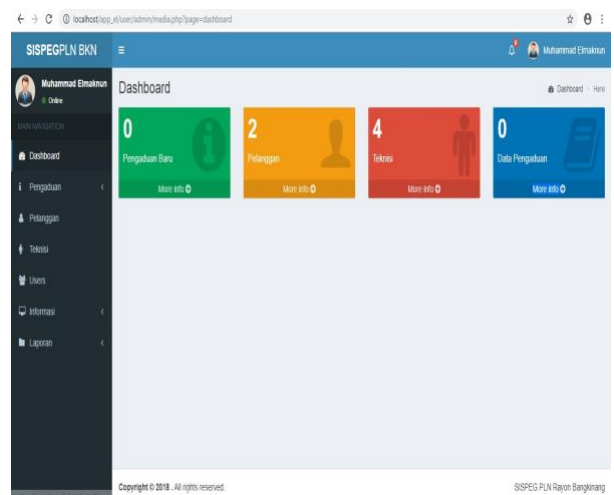 localhost/app_el/user/admin/media.php?page=dashboard
SISPEGPLN BKN
Muhammad Elmaknun
Muhammad Elmaknun
Online
MAIN NAVIGATION
Dashboard
Pengaduan
Pelanggan
Teknisi
Users
Informasi
Laporan
Dashboard
Dashboard > Here
0
Pengaduan Baru
More info
2
Pelanggan
More info
4
Teknisi
More info
0
Data Pengaduan
More info
Copyright © 2018 . All rights reserved.
SISPEG PLN Rayon Bangkinang